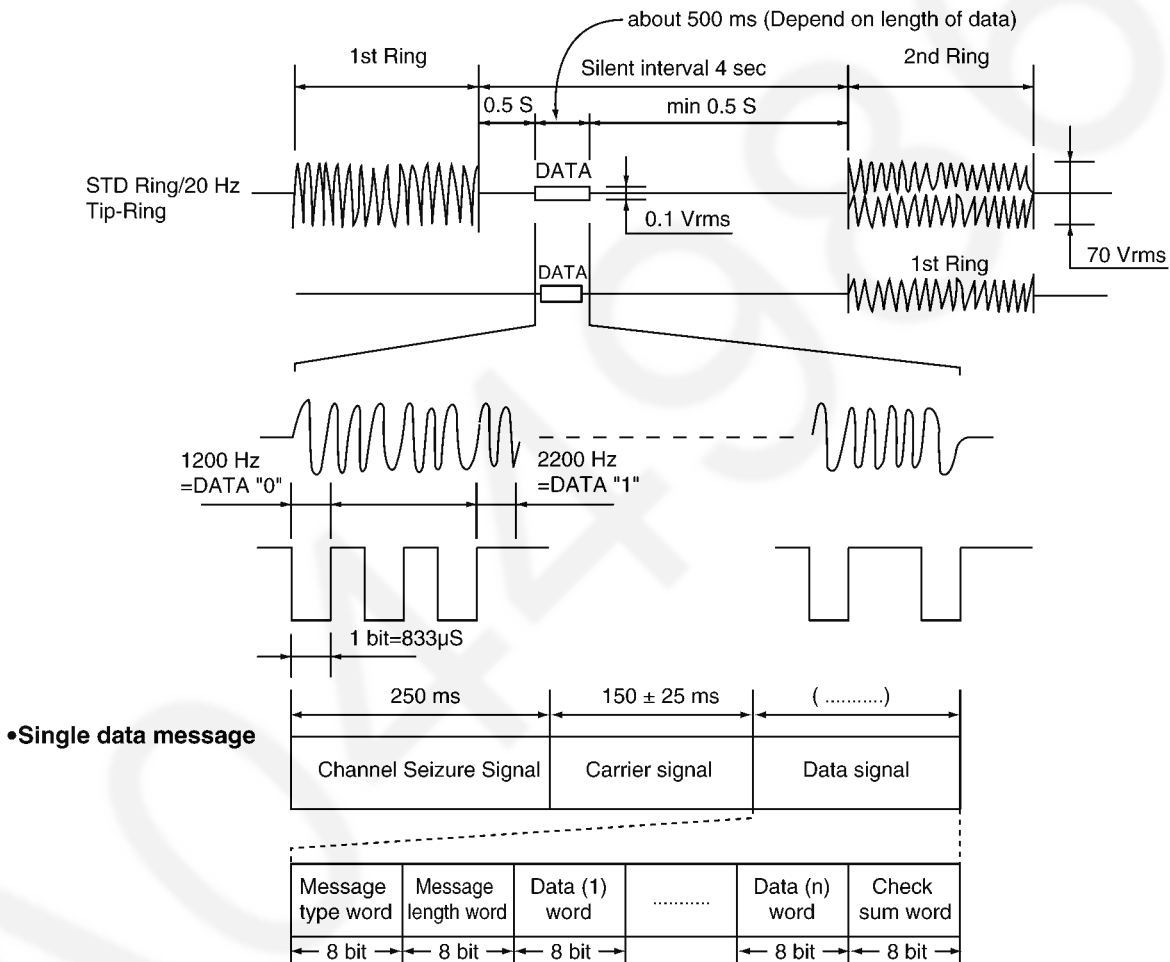 about 500 ms (Depend on length of data)
1st Ring
Silent interval 4 sec
2nd Ring
0.5 S
min 0.5 S
STD Ring/20 Hz
Tip-Ring
DATA
0.1 Vrms
70 Vrms
DATA
1st Ring
1200 Hz
=DATA "0"
2200 Hz
=DATA "1"
1 bit=833µS
250 ms
150 ± 25 ms
( ...........)
•Single data message
Channel Seizure Signal
Carrier signal
Data signal
Message
type word
Message
length word
Data (1)
word
...........
Data (n)
word
Check
sum word
8 bit
8 bit
8 bit
8 bit
8 bit